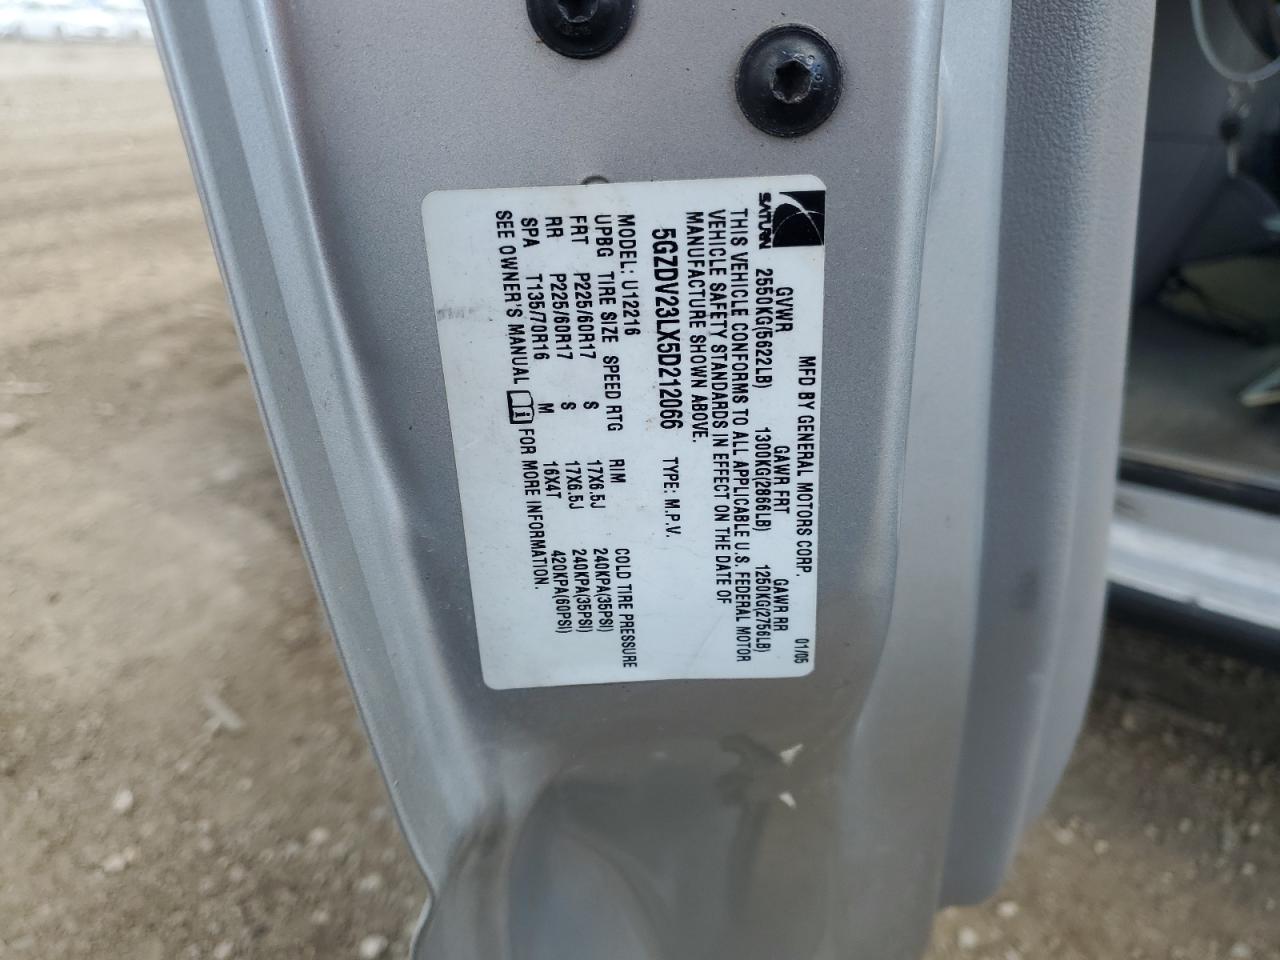 SATURN
MFD BY GENERAL MOTORS CORP. 01/05
GVWR GAWR FRT GAWR RR
2550KG(5622LB) 1300KG(2866LB) 1250KG(2756LB)
THIS VEHICLE CONFORMS TO ALL APPLICABLE U.S. FEDERAL MOTOR
VEHICLE SAFETY STANDARDS IN EFFECT ON THE DATE OF
MANUFACTURE SHOWN ABOVE.
5GZDV23LX5D212066 TYPE: M.P.V.
MODEL: U12216
UPBG TIRE SIZE SPEED RTG RIM COLD TIRE PRESSURE
FRT P225/60R17 S 17X6.5J 240KPA(35PSI)
RR P225/60R17 S 17X6.5J 240KPA(35PSI)
SPA T135/70R16 M 16X4T 420KPA(60PSI)
SEE OWNER'S MANUAL i FOR MORE INFORMATION.